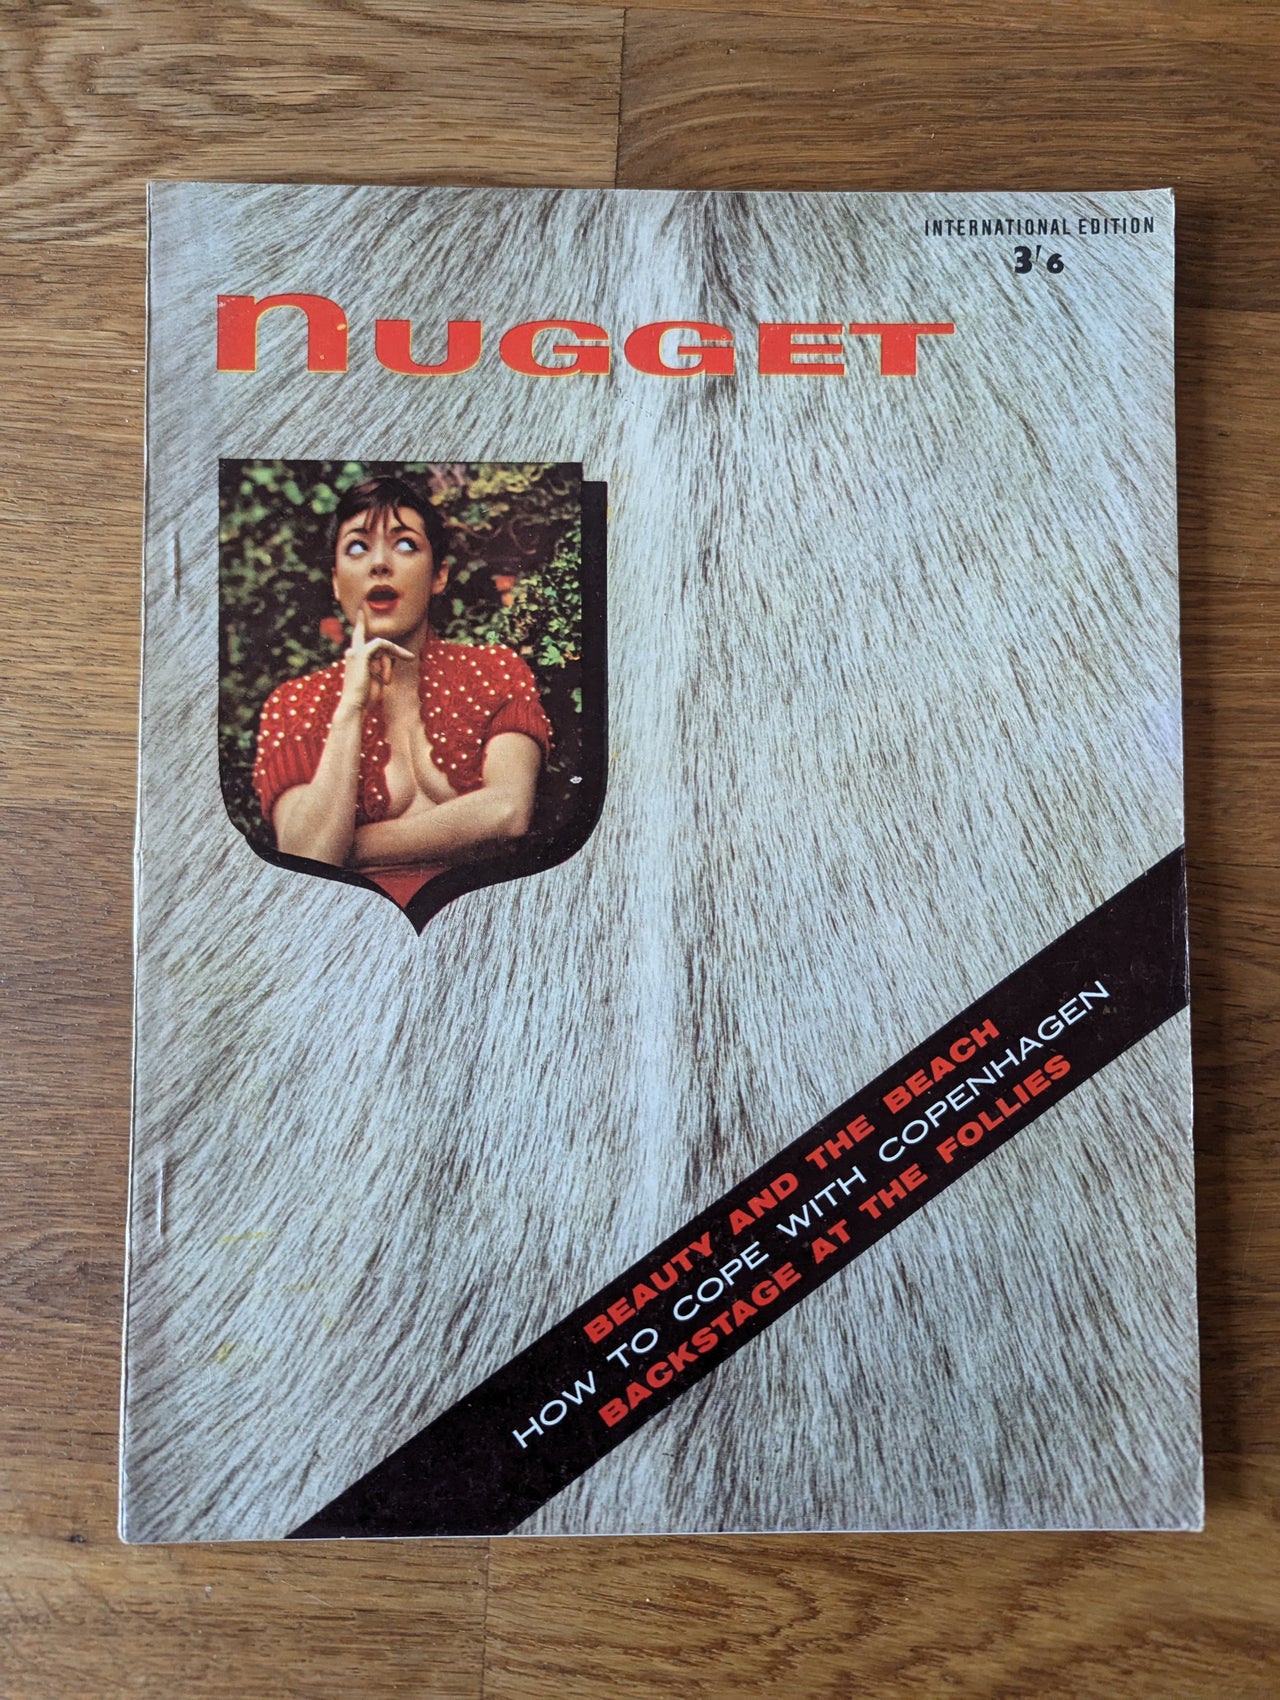 INTERNATIONAL EDITION
3'6
nUGGET
BEAUTY AND THE BEACH
HOW TO COPE WITH COPENHAGEN
BACKSTAGE AT THE FOLLIES